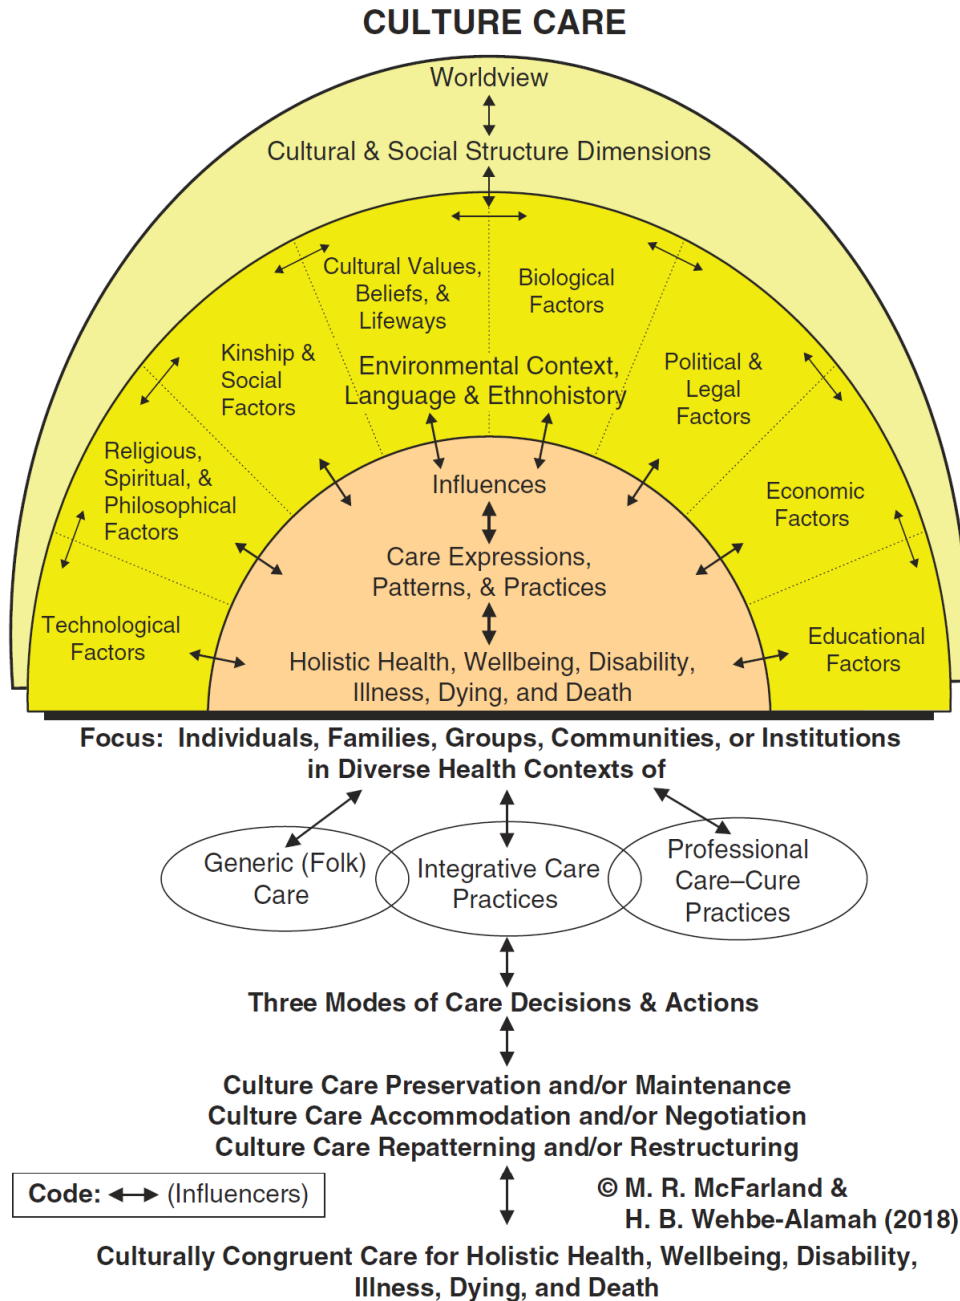 CULTURE CARE
Worldview
Cultural & Social Structure Dimensions
Cultural Values,
Beliefs, &
Lifeways
Biological
Factors
Kinship &
Social
Factors
Environmental Context,
Language & Ethnohistory
Political &
Legal
Factors
Religious,
Spiritual, &
Philosophical
Factors
Economic
Factors
Technological
Factors
Educational
Factors
Influences
Care Expressions,
Patterns, & Practices
Holistic Health, Wellbeing, Disability,
Illness, Dying, and Death
Focus: Individuals, Families, Groups, Communities, or Institutions
in Diverse Health Contexts of
Generic (Folk)
Care
Integrative Care
Practices
Professional
Care–Cure
Practices
Three Modes of Care Decisions & Actions
Culture Care Preservation and/or Maintenance
Culture Care Accommodation and/or Negotiation
Culture Care Repatterning and/or Restructuring
Code: ↔ (Influencers)
© M. R. McFarland &
H. B. Wehbe-Alamah (2018)
Culturally Congruent Care for Holistic Health, Wellbeing, Disability,
Illness, Dying, and Death